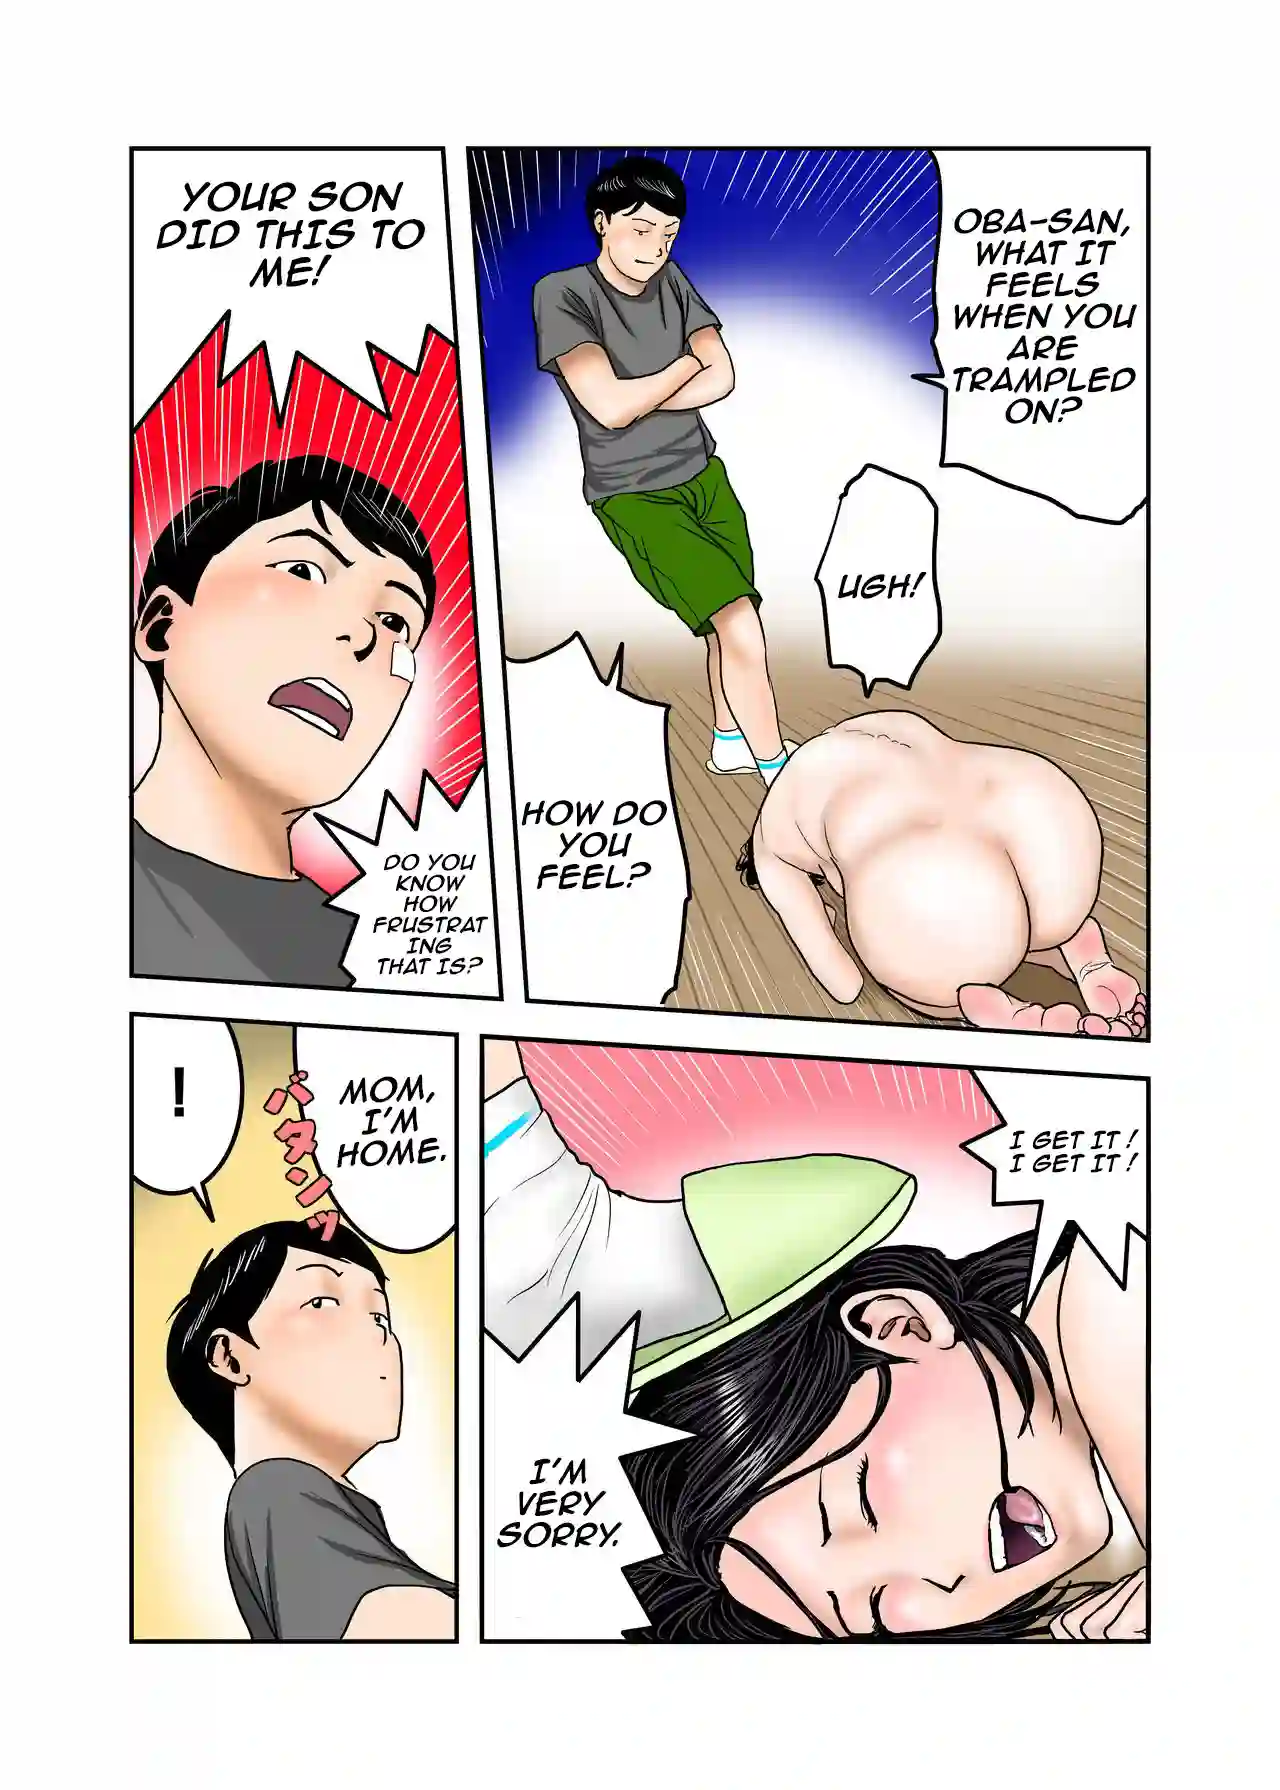 YOUR SON
DID THIS TO
ME!
DO YOU
KNOW
HOW
FRUSTRAT
ING
THAT IS?
OBA-SAN,
WHAT IT
FEELS
WHEN YOU
ARE
TRAMPLED
ON?
UGH!
HOW DO
YOU
FEEL?
!
バタンッ
MOM,
I'M
HOME.
I GET IT!
I GET IT!
I'M
VERY
SORRY.